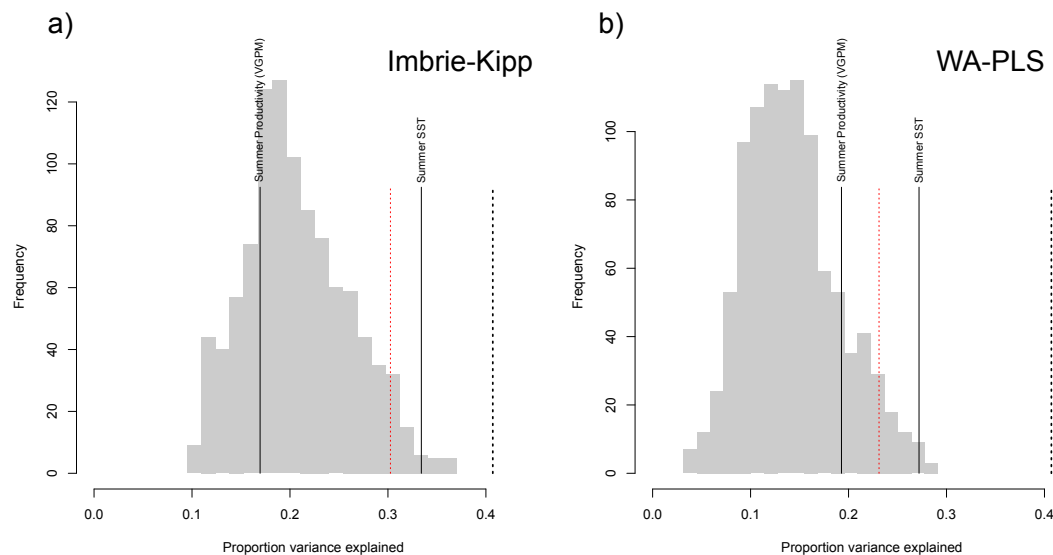 a)
Imbrie-Kipp
Summer Productivity (VGPM)
Summer SST
Frequency
120
100
80
60
40
20
0
0.0 0.1 0.2 0.3 0.4
Proportion variance explained
b)
WA-PLS
Summer Productivity (VGPM)
Summer SST
Frequency
100
80
60
40
20
0
0.0 0.1 0.2 0.3 0.4
Proportion variance explained